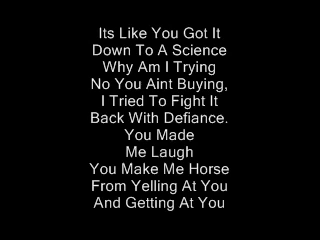 Its Like You Got It
Down To A Science
Why Am I Trying
No You Aint Buying,
I Tried To Fight It
Back With Defiance.
You Made
Me Laugh
You Make Me Horse
From Yelling At You
And Getting At You